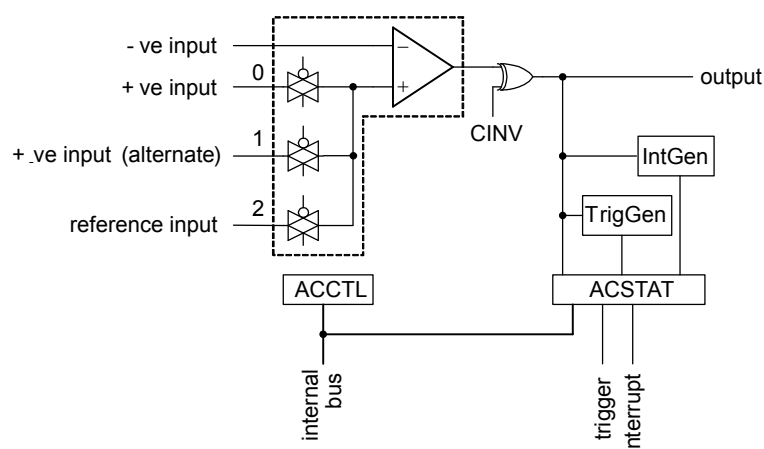 - ve input
0
+ ve input
1
+ -ve input (alternate)
2
reference input
−
+
CINV
output
IntGen
TrigGen
ACCTL
ACSTAT
internal
bus
trigger
nterrupt